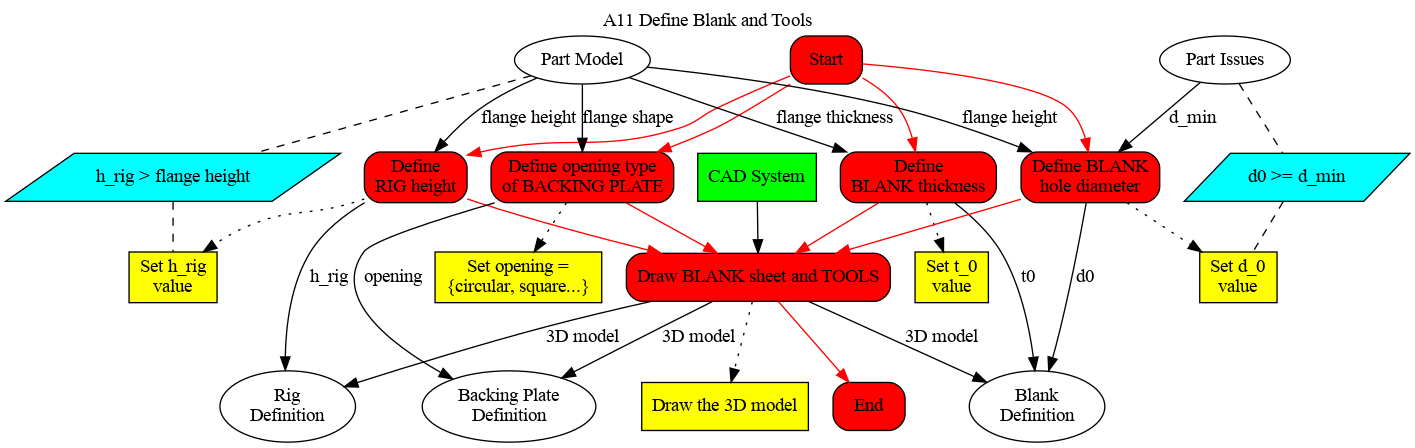 A11 Define Blank and Tools
Part Model
Start
Part Issues
flange height
flange shape
flange thickness
flange height
d_min
h_rig > flange height
Define
RIG height
Define opening type
of BACKING PLATE
CAD System
Define
BLANK thickness
Define BLANK
hole diameter
d0 >= d_min
Set h_rig
value
h_rig
opening
Set opening =
{circular, square...}
Draw BLANK sheet and TOOLS
Set t_0
value
t0
d0
Set d_0
value
3D model
3D model
3D model
Rig
Definition
Backing Plate
Definition
Draw the 3D model
End
Blank
Definition